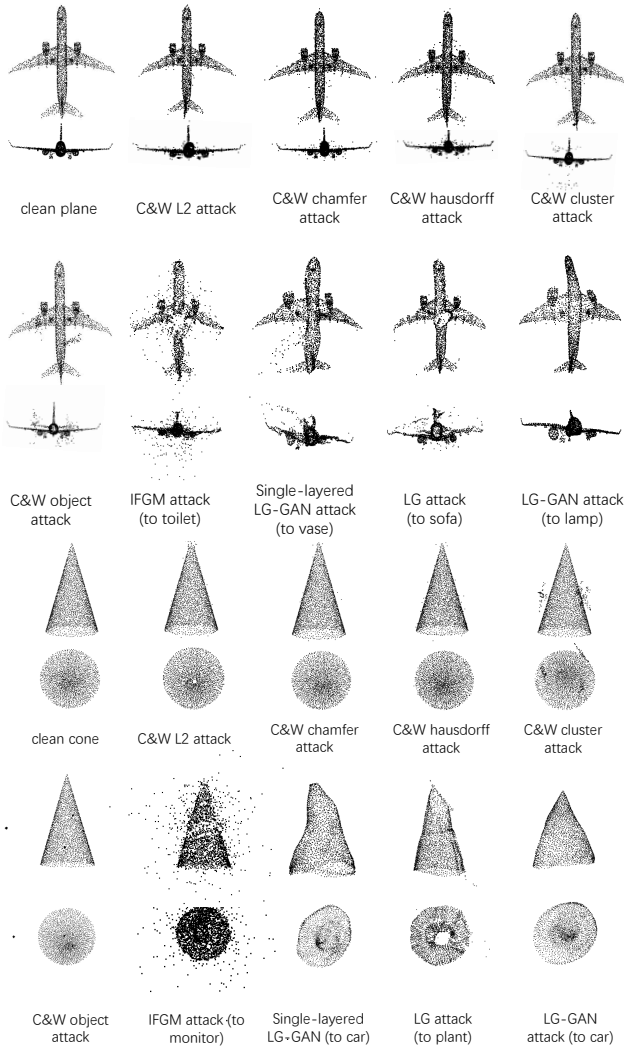 clean plane
C&W L2 attack
C&W chamfer
attack
C&W hausdorff
attack
C&W cluster
attack
C&W object
attack
IFGM attack
(to toilet)
Single-layered
LG-GAN attack
(to vase)
LG attack
(to sofa)
LG-GAN attack
(to lamp)
clean cone
C&W L2 attack
C&W chamfer
attack
C&W hausdorff
attack
C&W cluster
attack
C&W object
attack
IFGM attack (to
monitor)
Single-layered
LG-GAN (to car)
LG attack
(to plant)
LG-GAN
attack (to car)